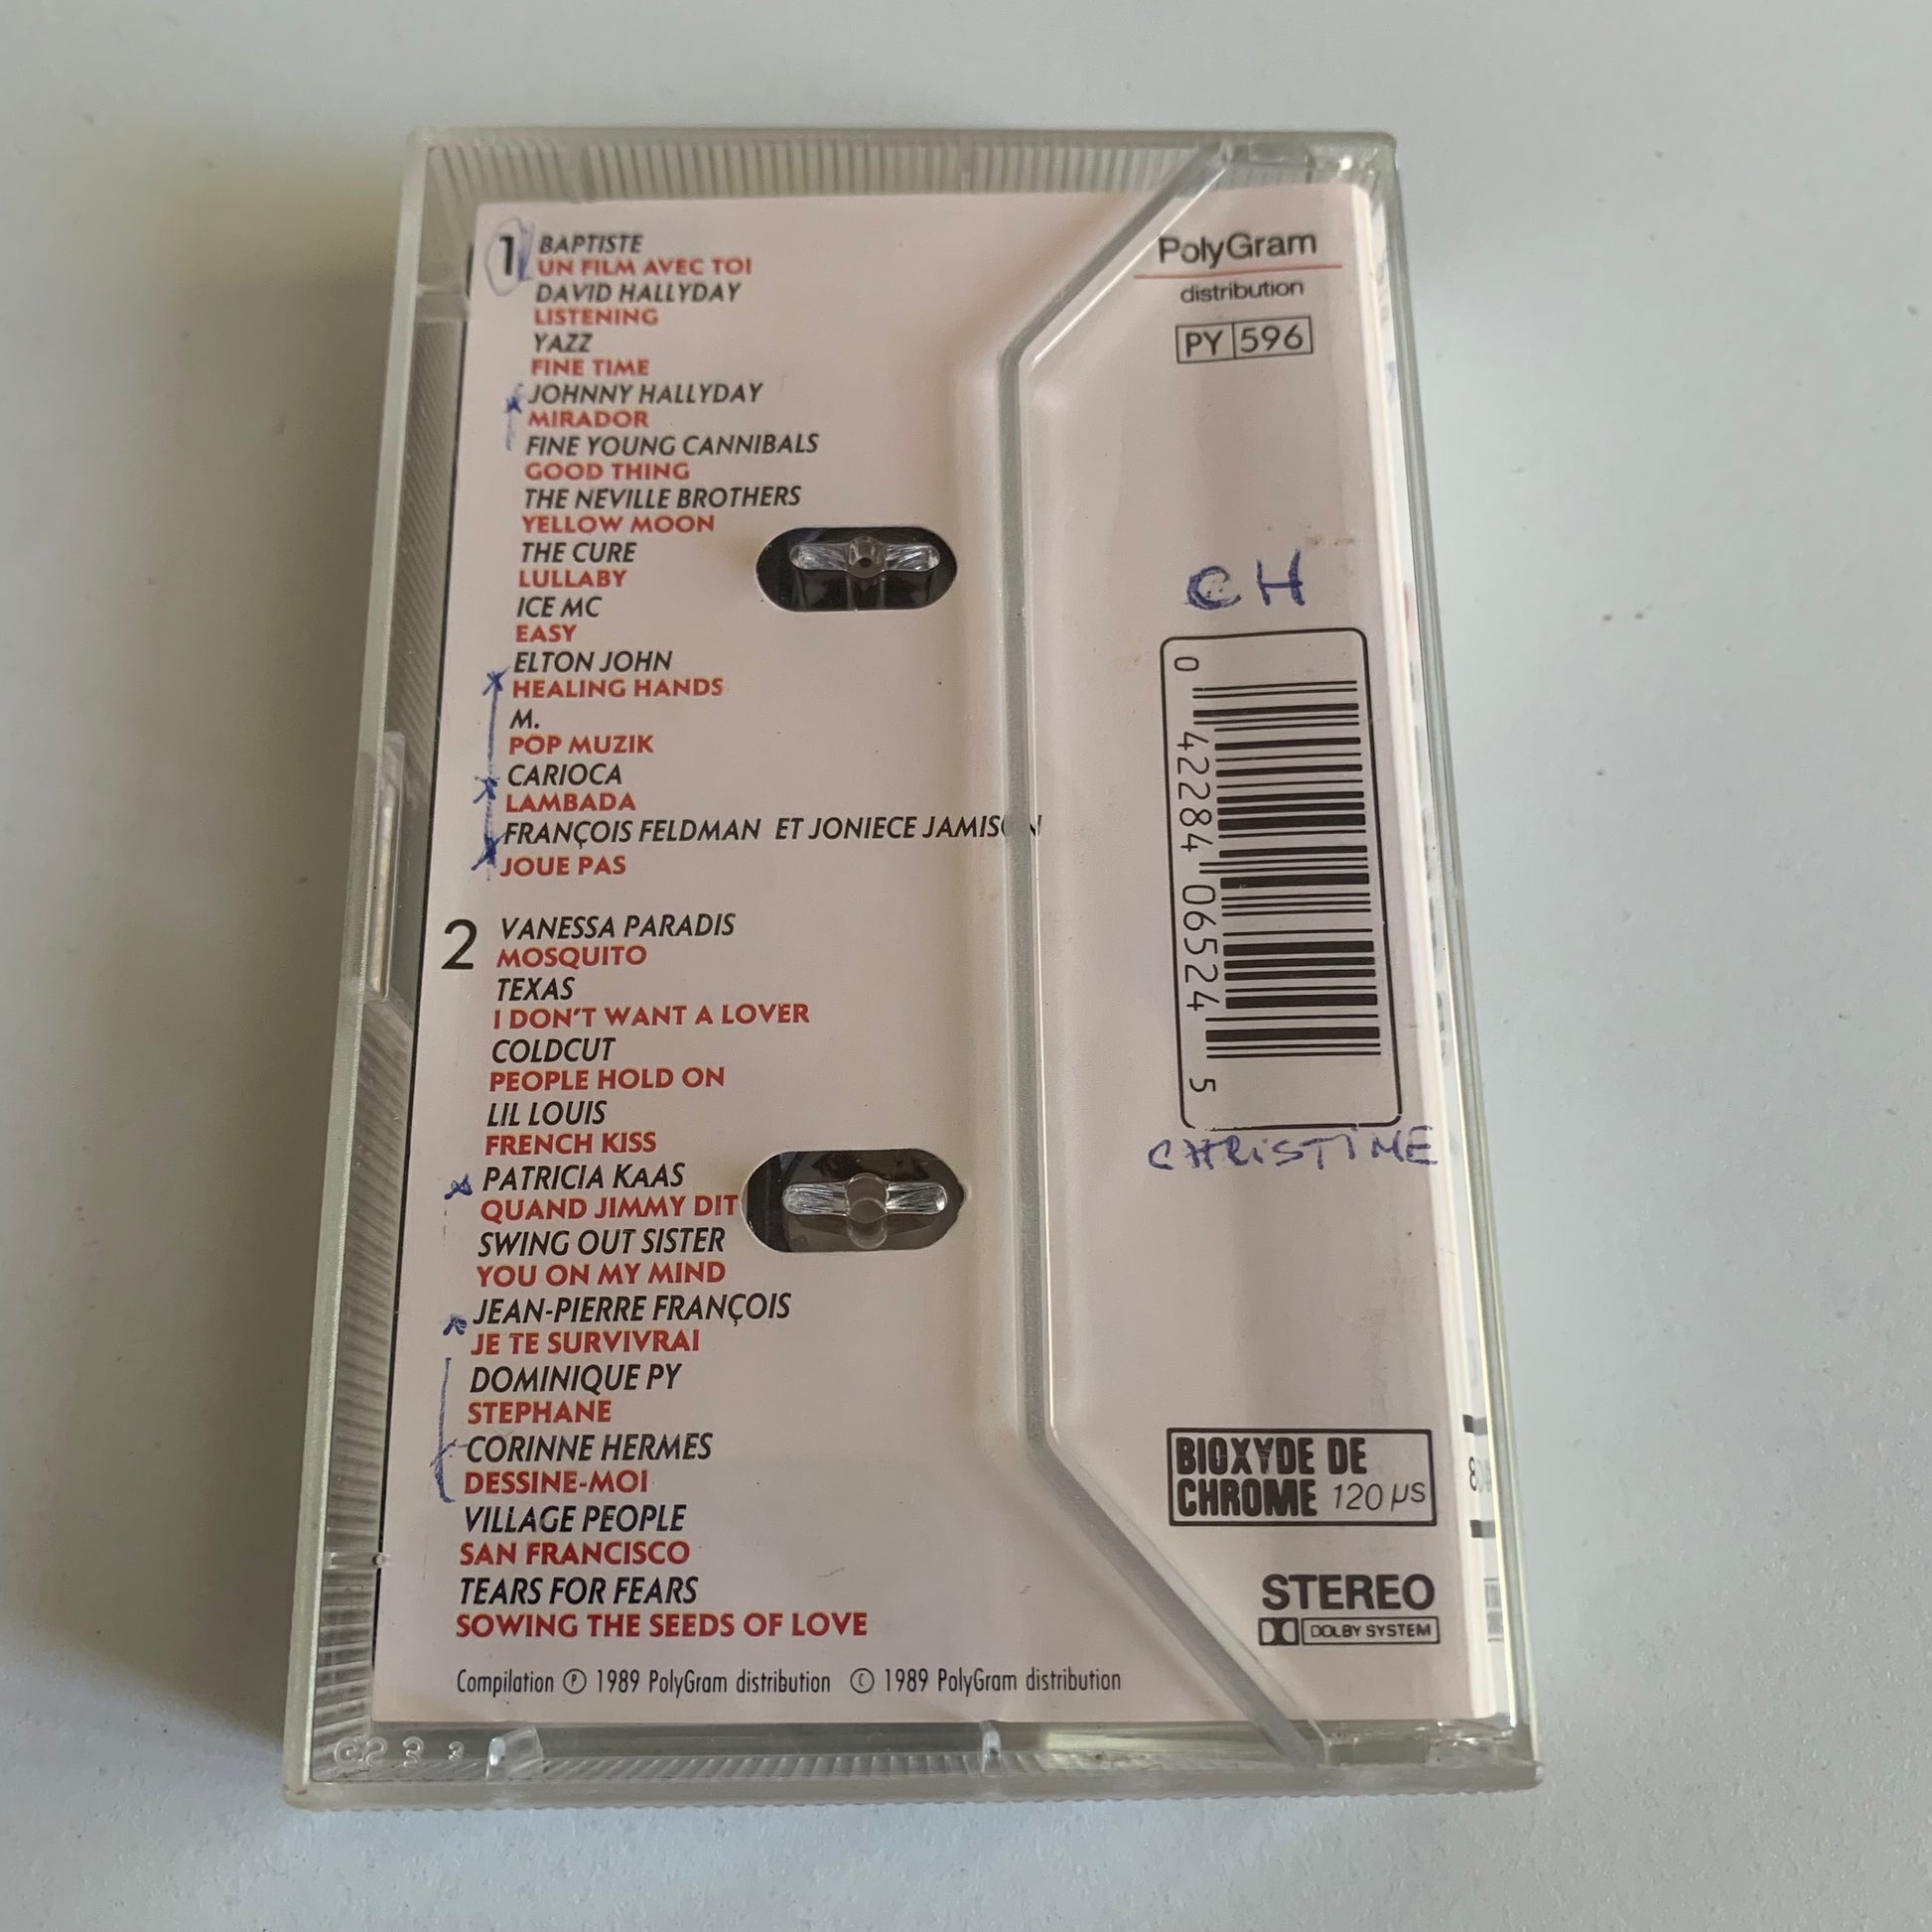 1 BAPTISTE
UN FILM AVEC TOI
DAVID HALLYDAY
LISTENING
YAZZ
FINE TIME
JOHNNY HALLYDAY
MIRADOR
FINE YOUNG CANNIBALS
GOOD THING
THE NEVILLE BROTHERS
YELLOW MOON
THE CURE
LULLABY
ICE MC
EASY
ELTON JOHN
HEALING HANDS
M.
POP MUZIK
CARIOCA
LAMBADA
FRANÇOIS FELDMAN ET JONIECE JAMISON
JOUE PAS
2 VANESSA PARADIS
MOSQUITO
TEXAS
I DON'T WANT A LOVER
COLDCUT
PEOPLE HOLD ON
LIL LOUIS
FRENCH KISS
PATRICIA KAAS
QUAND JIMMY DIT
SWING OUT SISTER
YOU ON MY MIND
JEAN-PIERRE FRANÇOIS
JE TE SURVIVRAI
DOMINIQUE PY
STEPHANE
CORINNE HERMES
DESSINE-MOI
VILLAGE PEOPLE
SAN FRANCISCO
TEARS FOR FEARS
SOWING THE SEEDS OF LOVE
Compilation Ⓟ 1989 PolyGram distribution © 1989 PolyGram distribution
PolyGram
distribution
PY 596
CH
0 42284 06524 5
CHRISTINE
BIOXYDE DE
CHROME 120 µs
STEREO
DOLBY SYSTEM